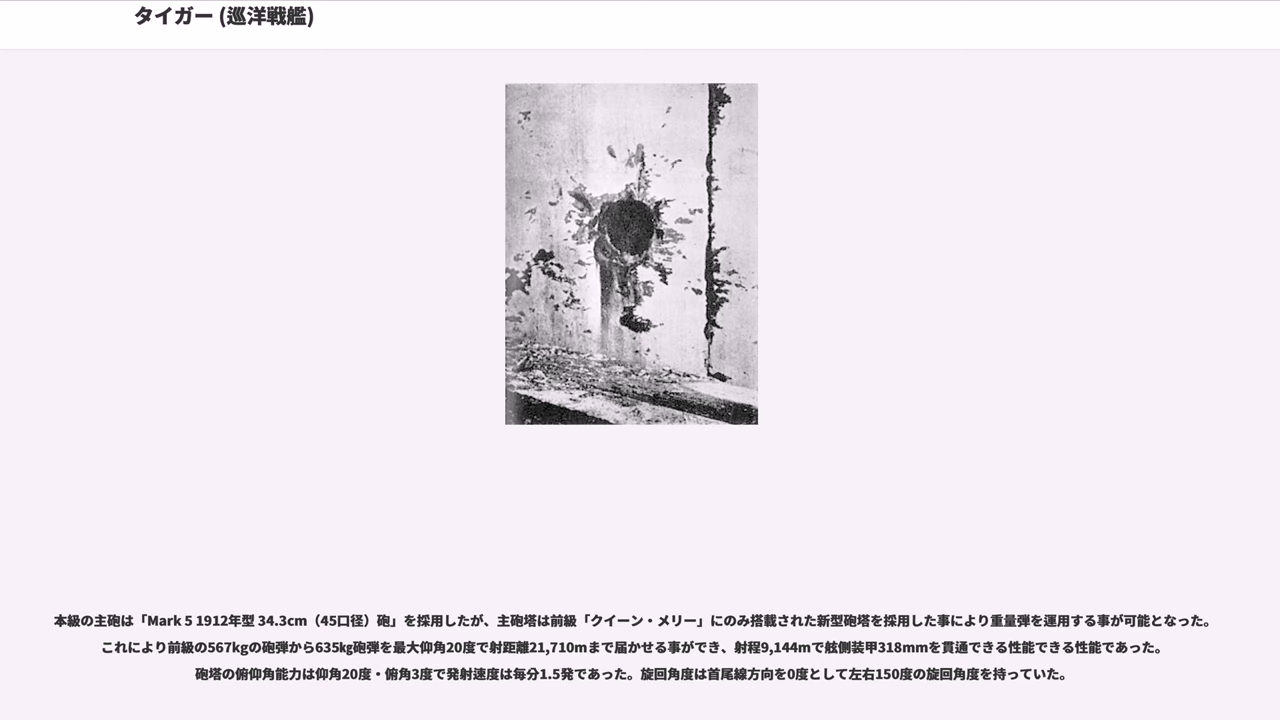 タイガー (巡洋戦艦)
本級の主砲は「Mark 5 1912年型 34.3cm（45口径）砲」を採用したが、主砲塔は前級「クイーン・メリー」にのみ搭載された新型砲塔を採用した事により重量弾を運用する事が可能となった。
これにより前級の567kgの砲弾から635㎏砲弾を最大仰角20度で射距離21,710mまで届かせる事ができ、射程9,144mで舷側装甲318mmを貫通できる性能できる性能であった。
砲塔の俯仰角能力は仰角20度・俯角3度で発射速度は毎分1.5発であった。旋回角度は首尾線方向を0度として左右150度の旋回角度を持っていた。